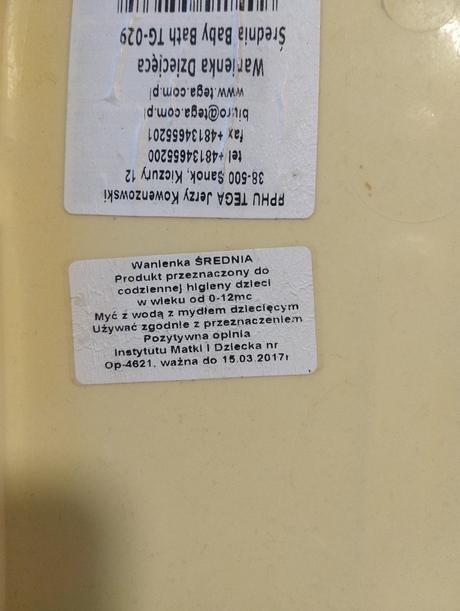 PPHU TEGA Jerzy Kowenzowski
38-500 Sanok, Kiczury 12
tel +48134655200
fax +48134655201
biuro@tega.com.pl
www.tega.com.pl
Wanienka Dziecięca
Średnia Baby Bath TG-029
Wanienka ŚREDNIA
Produkt przeznaczony do
codziennej higieny dzieci
w wieku od 0-12mc
Myć z wodą z mydłem dziecięcym
Używać zgodnie z przeznaczeniem
Pozytywna opinia
Instytutu Matki i Dziecka nr
Op-4621, ważna do 15.03.2017r